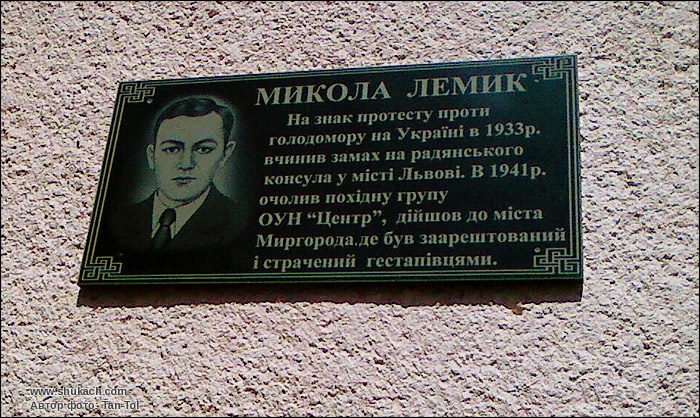 МИКОЛА ЛЕМИК
На знак протесту проти
голодомору на Україні в 1933р.
вчинив замах на радянського
консула у місті Львові. В 1941р.
очолив похідну групу
ОУН “Центр”, дійшов до міста
Миргорода.де був заарештований
і страчений гестапівцями.
www.shukach.com
Автор фото: Tan-Tol